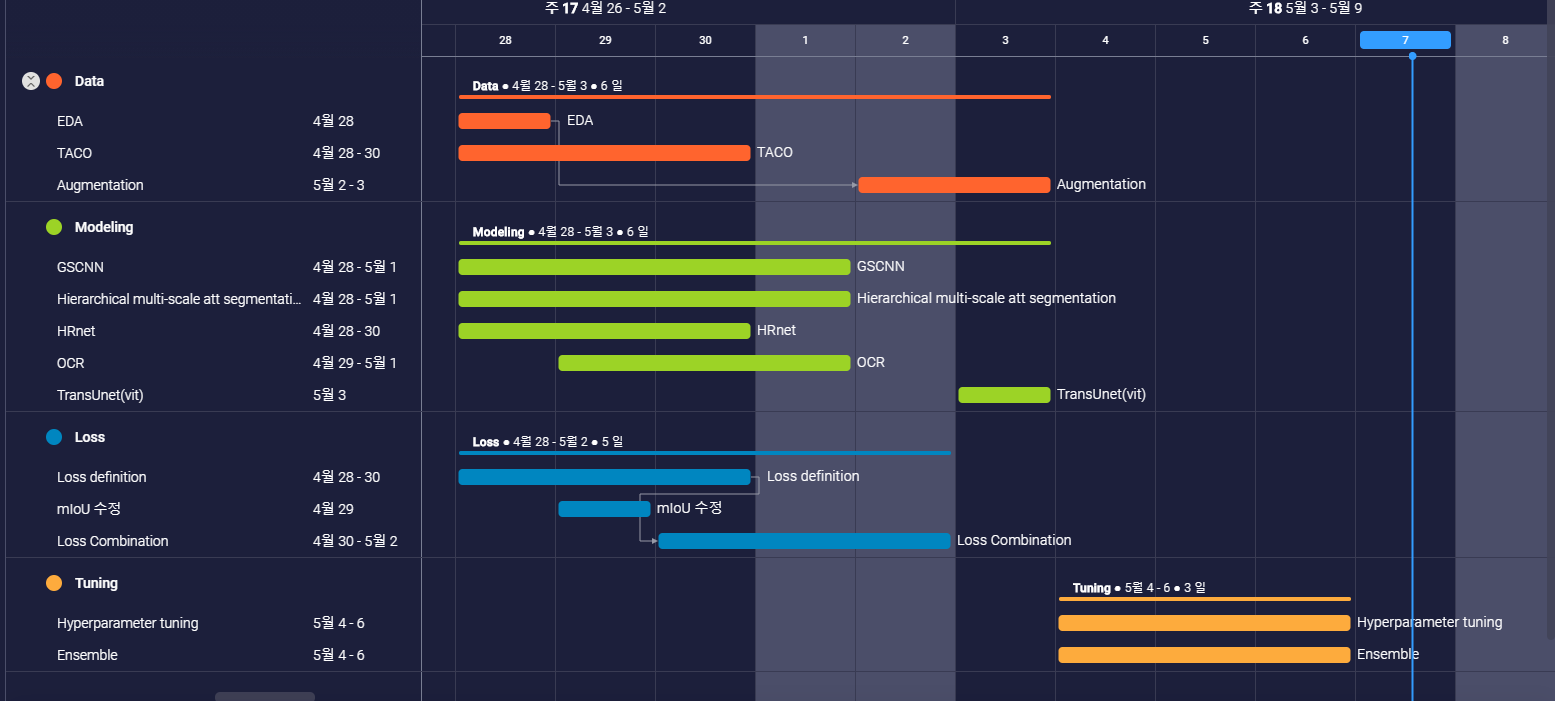 주 17 4월 26 - 5월 2
주 18 5월 3 - 5월 9
28 29 30 1 2 3 4 5 6 7 8
Data
Data ● 4월 28 - 5월 3 ● 6 일
EDA 4월 28 EDA
TACO 4월 28 - 30 TACO
Augmentation 5월 2 - 3 Augmentation
Modeling
Modeling ● 4월 28 - 5월 3 ● 6 일
GSCNN 4월 28 - 5월 1 GSCNN
Hierarchical multi-scale att segmentati... 4월 28 - 5월 1 Hierarchical multi-scale att segmentation
HRnet 4월 28 - 30 HRnet
OCR 4월 29 - 5월 1 OCR
TransUnet(vit) 5월 3 TransUnet(vit)
Loss
Loss ● 4월 28 - 5월 2 ● 5 일
Loss definition 4월 28 - 30 Loss definition
mIoU 수정 4월 29 mIoU 수정
Loss Combination 4월 30 - 5월 2 Loss Combination
Tuning
Tuning ● 5월 4 - 6 ● 3 일
Hyperparameter tuning 5월 4 - 6 Hyperparameter tuning
Ensemble 5월 4 - 6 Ensemble